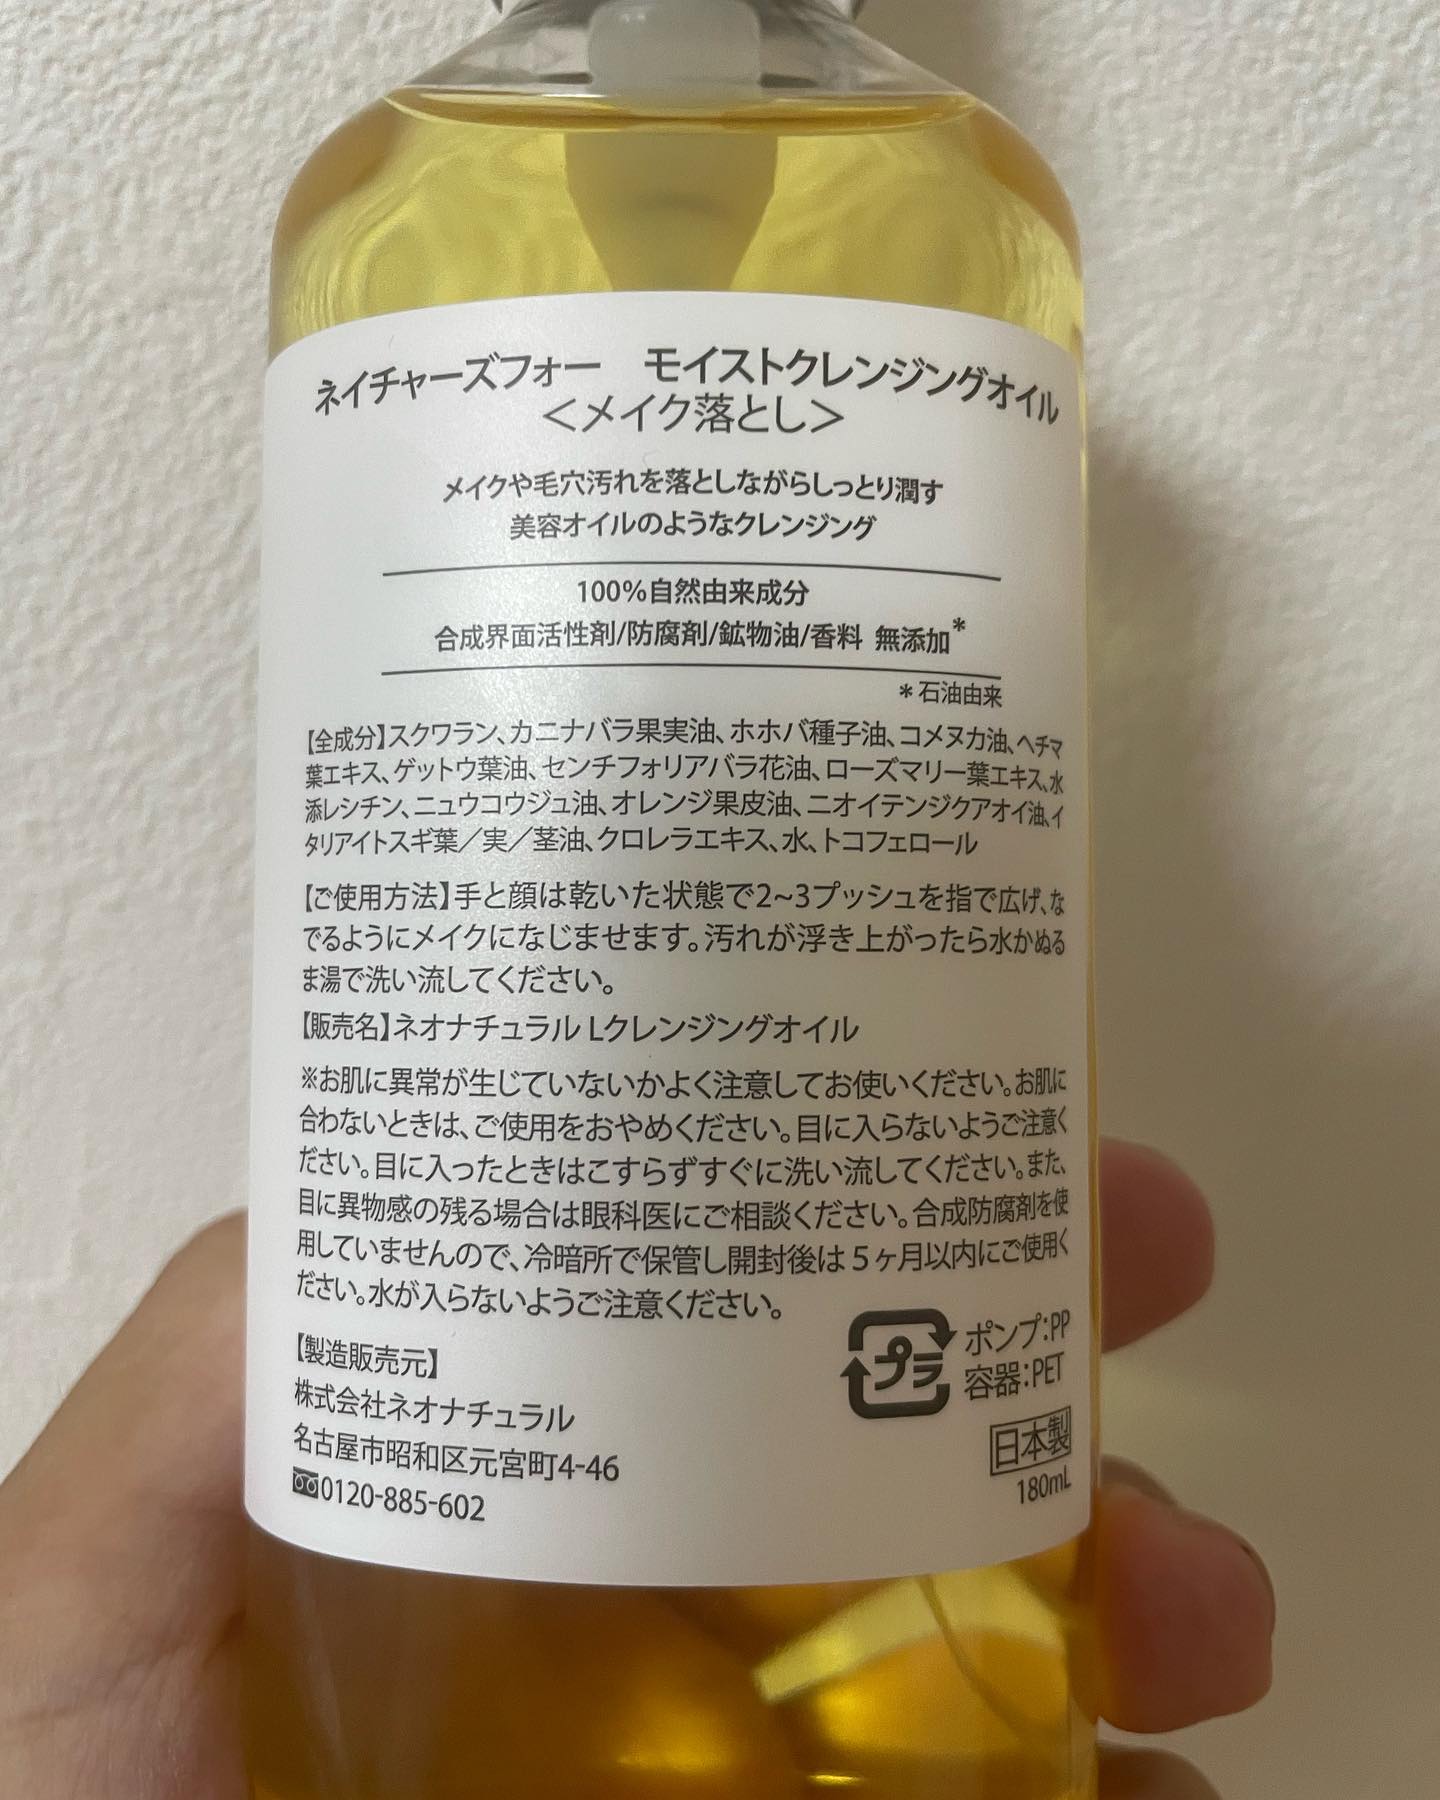 ネイチャーズフォー　モイストクレンジングオイル
＜メイク落とし＞
メイクや毛穴汚れを落としながらしっとり潤す
美容オイルのようなクレンジング
100%自然由来成分
合成界面活性剤/防腐剤/鉱物油/香料 無添加*
*石油由来
【全成分】スクワラン、カニナバラ果実油、ホホバ種子油、コメヌカ油、ヘチマ
葉エキス、ゲットウ葉油、センチフォリアバラ花油、ローズマリー葉エキス、水
添レシチン、ニュウコウジュ油、オレンジ果皮油、ニオイテンジクアオイ油、イ
タリアイトスギ葉／実／茎油、クロレラエキス、水、トコフェロール
【ご使用方法】手と顔は乾いた状態で2~3プッシュを指で広げ、な
でるようにメイクになじませます。汚れが浮き上がったら水かぬる
ま湯で洗い流してください。
【販売名】ネオナチュラル Lクレンジングオイル
※お肌に異常が生じていないかよく注意してお使いください。お肌に
合わないときは、ご使用をおやめください。目に入らないようご注意く
ださい。目に入ったときはこすらずすぐに洗い流してください。また、
目に異物感の残る場合は眼科医にご相談ください。合成防腐剤を使
用していませんので、冷暗所で保管し開封後は5ヶ月以内にご使用く
ださい。水が入らないようご注意ください。
【製造販売元】
株式会社ネオナチュラル
名古屋市昭和区元宮町4-46
0120-885-602
プラ
ポンプ:PP
容器:PET
日本製
180mL